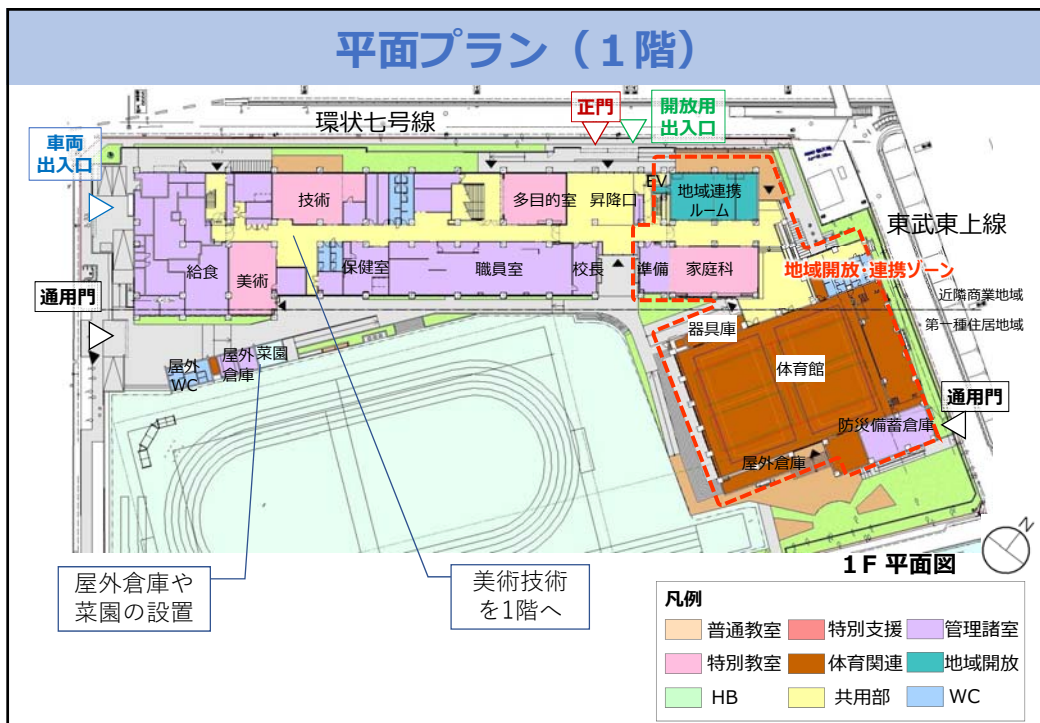 平面プラン（１階）
環状七号線
正門
開放用
出入口
車両
出入口
技術
多目的室
昇降口
EV
地域連携
ルーム
東武東上線
給食
美術
保健室
職員室
校長
準備
家庭科
地域開放・連携ゾーン
近隣商業地域
第一種住居地域
通用門
器具庫
体育館
屋外
WC
屋外
倉庫
菜園
通用門
防災備蓄倉庫
屋外倉庫
N
1F 平面図
屋外倉庫や
菜園の設置
美術技術
を1階へ
凡例
普通教室
特別支援
管理諸室
特別教室
体育関連
地域開放
HB
共用部
WC